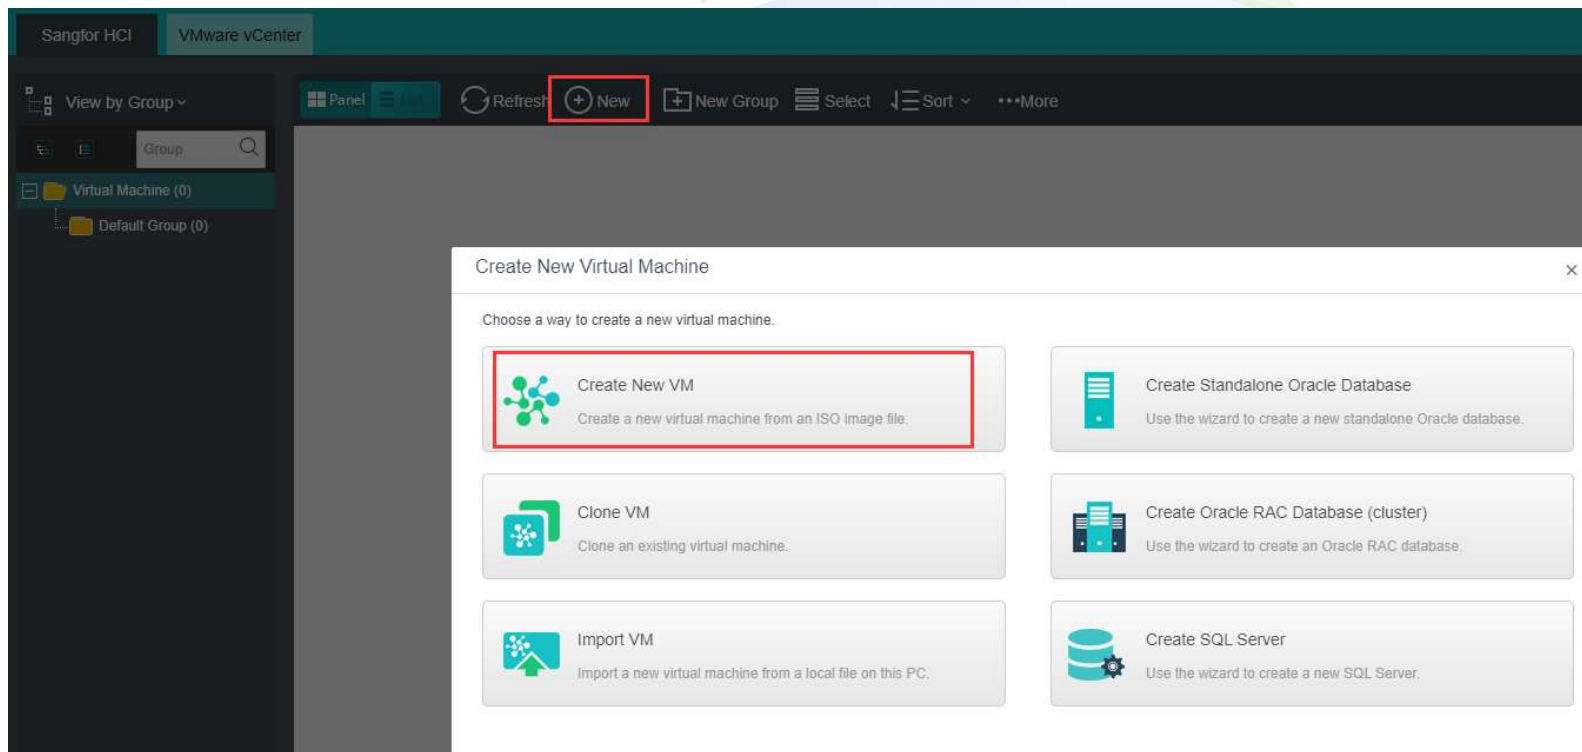 Sangfor HCI
VMware vCenter
View by Group
Panel
Refresh
New
New Group
Select
Sort
•••More
Group
Virtual Machine (0)
Default Group (0)
Create New Virtual Machine
Choose a way to create a new virtual machine.
Create New VM
Create a new virtual machine from an ISO image file.
Create Standalone Oracle Database
Use the wizard to create a new standalone Oracle database.
Clone VM
Clone an existing virtual machine.
Create Oracle RAC Database (cluster)
Use the wizard to create an Oracle RAC database.
Import VM
Import a new virtual machine from a local file on this PC.
Create SQL Server
Use the wizard to create a new SQL Server.